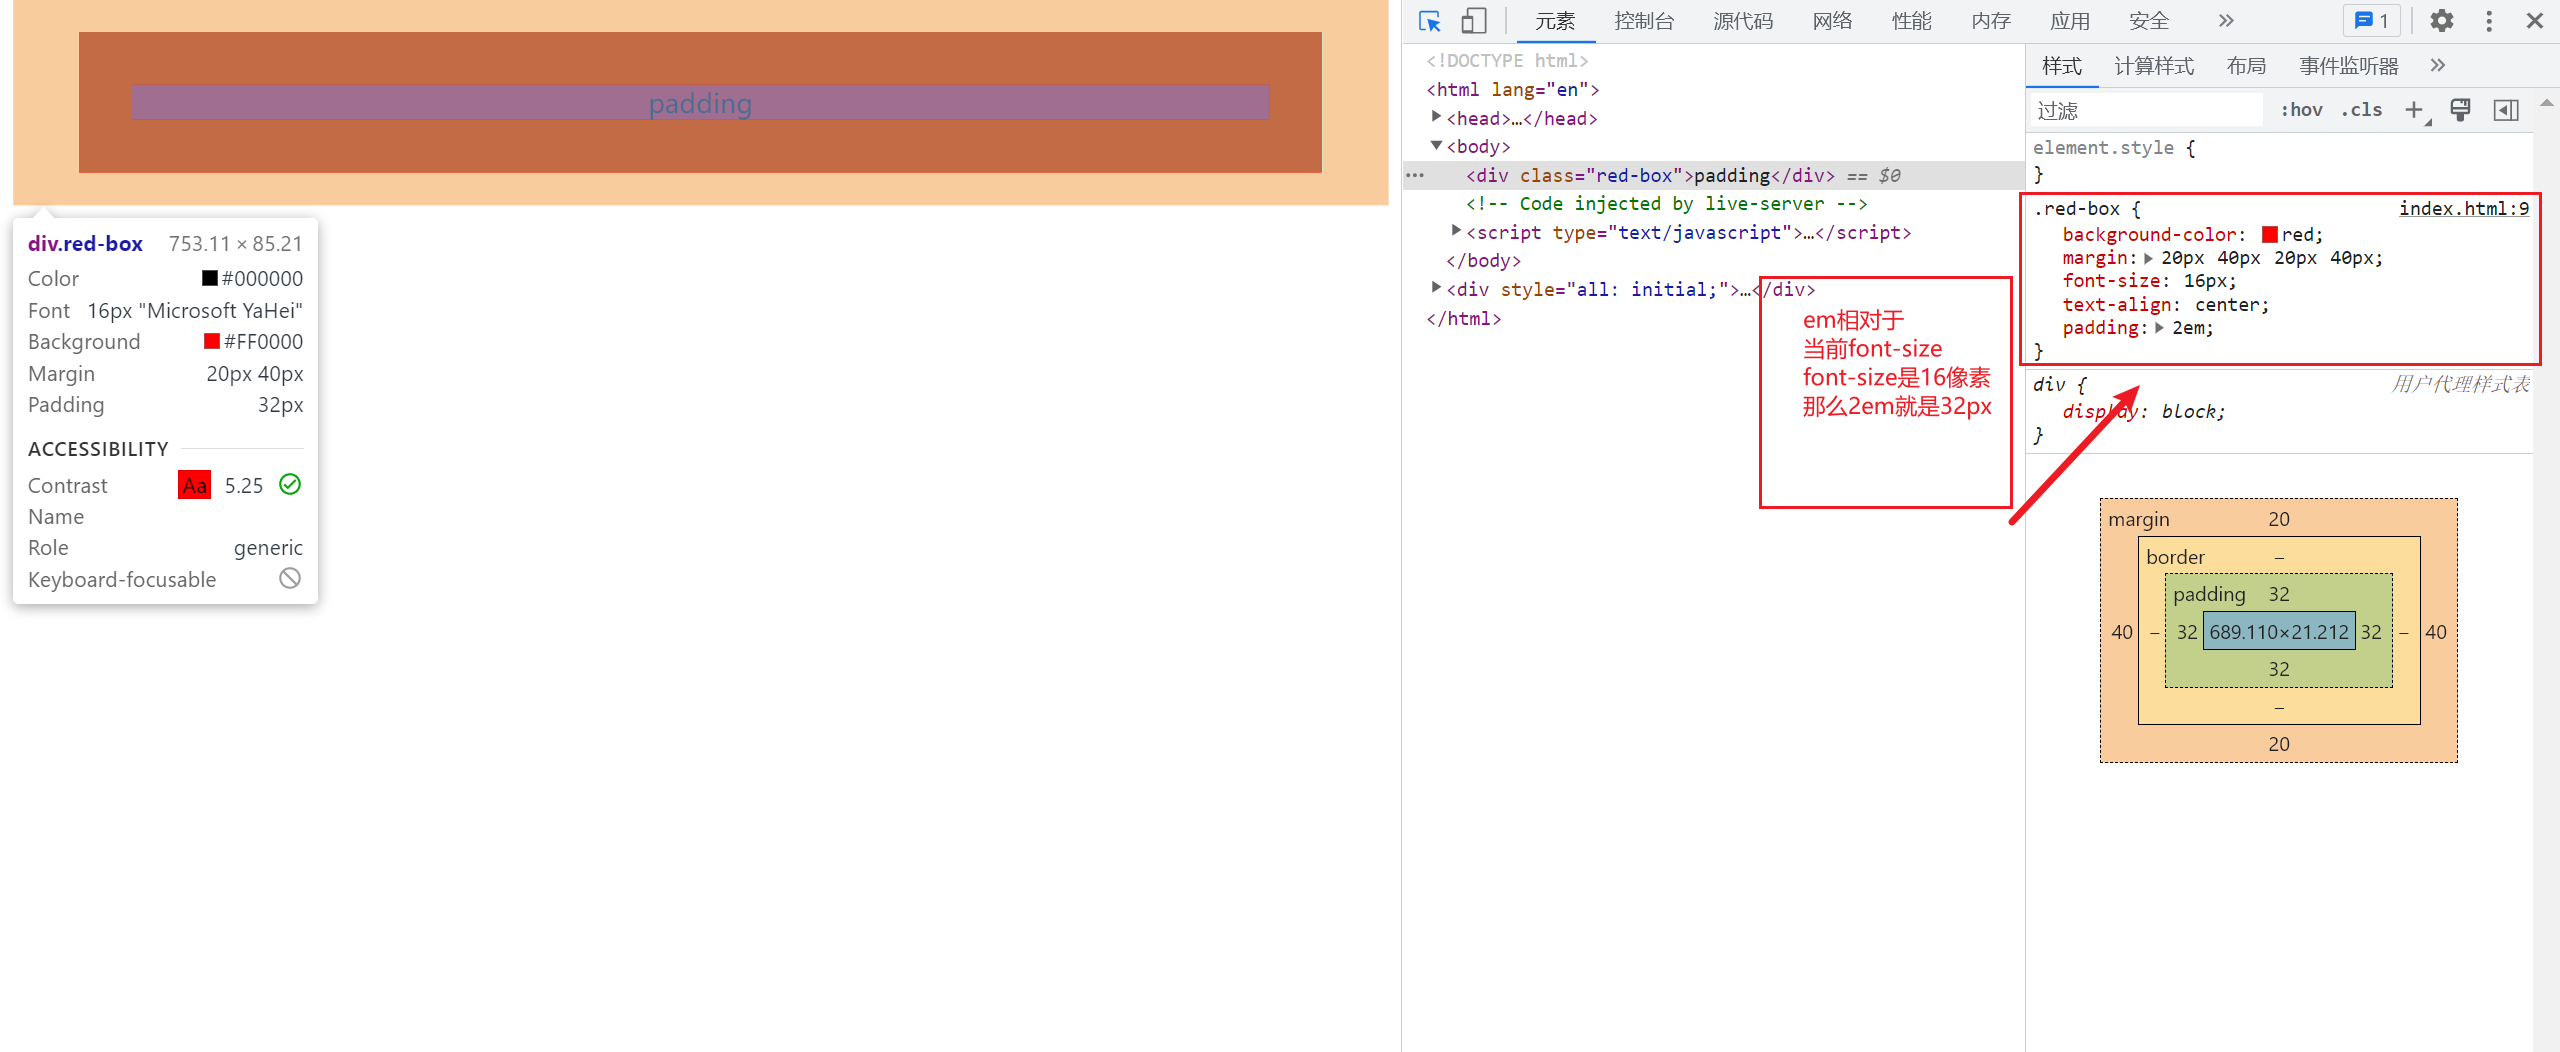 padding
div.red-box 753.11 × 85.21
Color #000000
Font 16px "Microsoft YaHei"
Background #FF0000
Margin 20px 40px
Padding 32px
ACCESSIBILITY
Contrast Aa 5.25
Name
Role generic
Keyboard-focusable
元素 控制台 源代码 网络 性能 内存 应用 安全 » 1
<!DOCTYPE html>
<html lang="en">
<head>…</head>
<body>
<div class="red-box">padding</div> == $0
<!-- Code injected by live-server -->
<script type="text/javascript">…</script>
</body>
<div style="all: initial;">…</div>
</html>
em相对于
当前font-size
font-size是16像素
那么2em就是32px
样式 计算样式 布局 事件监听器 »
过滤 :hov .cls +
element.style {
}
.red-box { index.html:9
background-color: red;
margin: 20px 40px 20px 40px;
font-size: 16px;
text-align: center;
padding: 2em;
}
div { 用户代理样式表
display: block;
}
margin 20
border –
padding 32
40 – 32 689.110×21.212 32 – 40
32
–
20